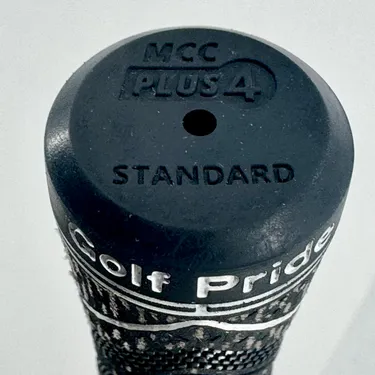 MCC
PLUS4
STANDARD
Golf Pride